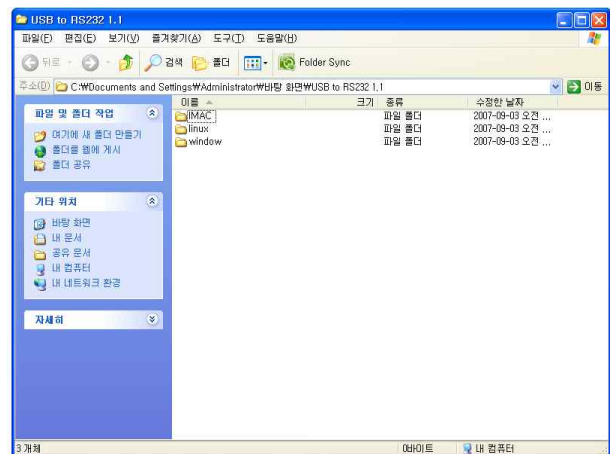 USB to RS232 1.1
파일(F) 편집(E) 보기(V) 즐겨찾기(A) 도구(T) 도움말(H)
뒤로 검색 폴더 Folder Sync
주소(D) C:₩Documents and Settings₩Administrator₩바탕 화면₩USB to RS232 1.1 이동
파일 및 폴더 작업
여기에 새 폴더 만들기
폴더를 웹에 게시
폴더 공유
기타 위치
바탕 화면
내 문서
공유 문서
내 컴퓨터
내 네트워크 환경
자세히
이름 크기 종류 수정한 날짜
IMAC 파일 폴더 2007-09-03 오전 ...
linux 파일 폴더 2007-09-03 오전 ...
window 파일 폴더 2007-09-03 오전 ...
3 개체 0바이트 내 컴퓨터